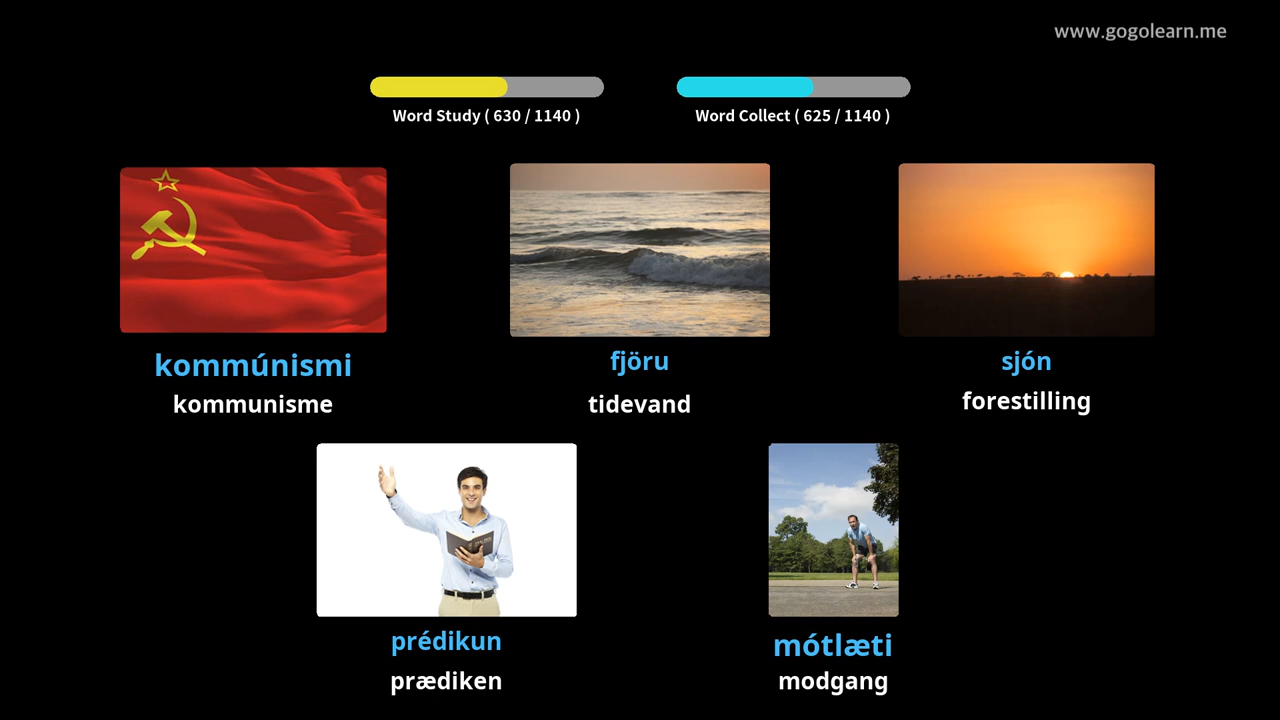 www.gogolearn.me
Word Study ( 630 / 1140 )
Word Collect ( 625 / 1140 )
kommúnismi
kommunisme
fjöru
tidevand
sjón
forestilling
prédikun
prædiken
mótlæti
modgang